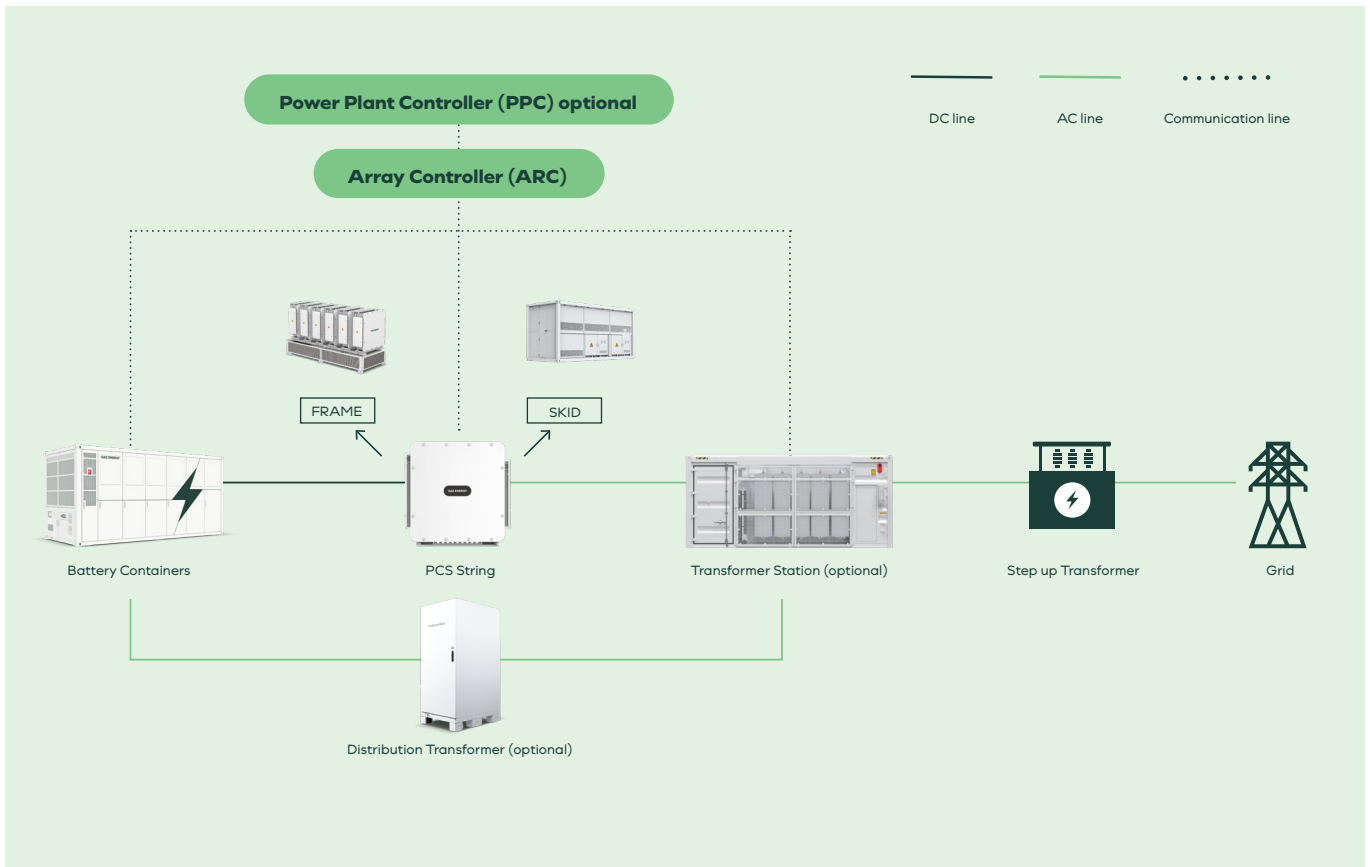 Power Plant Controller (PPC) optional
DC line
AC line
Communication line
Array Controller (ARC)
FRAME
SKID
Battery Containers
PCS String
Transformer Station (optional)
Step up Transformer
Grid
Distribution Transformer (optional)